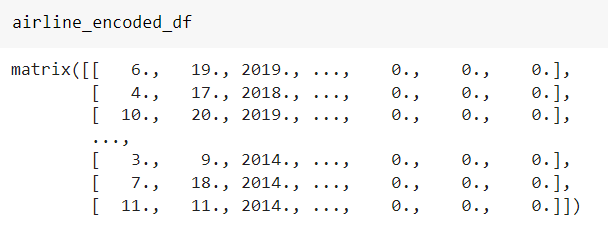 airline_encoded_df
matrix([[   6.,   19., 2019., ...,    0.,    0.,    0.],
        [   4.,   17., 2018., ...,    0.,    0.,    0.],
        [  10.,   20., 2019., ...,    0.,    0.,    0.],
        ...,
        [   3.,    9., 2014., ...,    0.,    0.,    0.],
        [   7.,   18., 2014., ...,    0.,    0.,    0.],
        [  11.,   11., 2014., ...,    0.,    0.,    0.]])